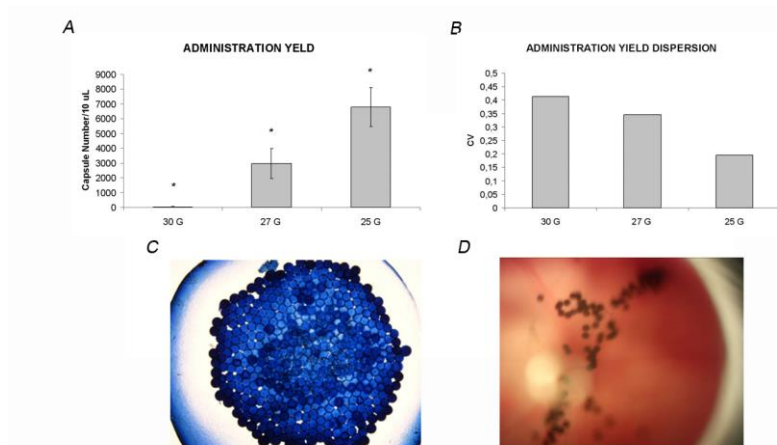 A
ADMINISTRATION YELD
Capsule Number/10 uL
9000
8000
7000
6000
5000
4000
3000
2000
1000
0
*
*
*
30 G 27 G 25 G
B
ADMINISTRATION YIELD DISPERSION
CV
0,5
0,45
0,4
0,35
0,3
0,25
0,2
0,15
0,1
0,05
0
30 G 27 G 25 G
C
D